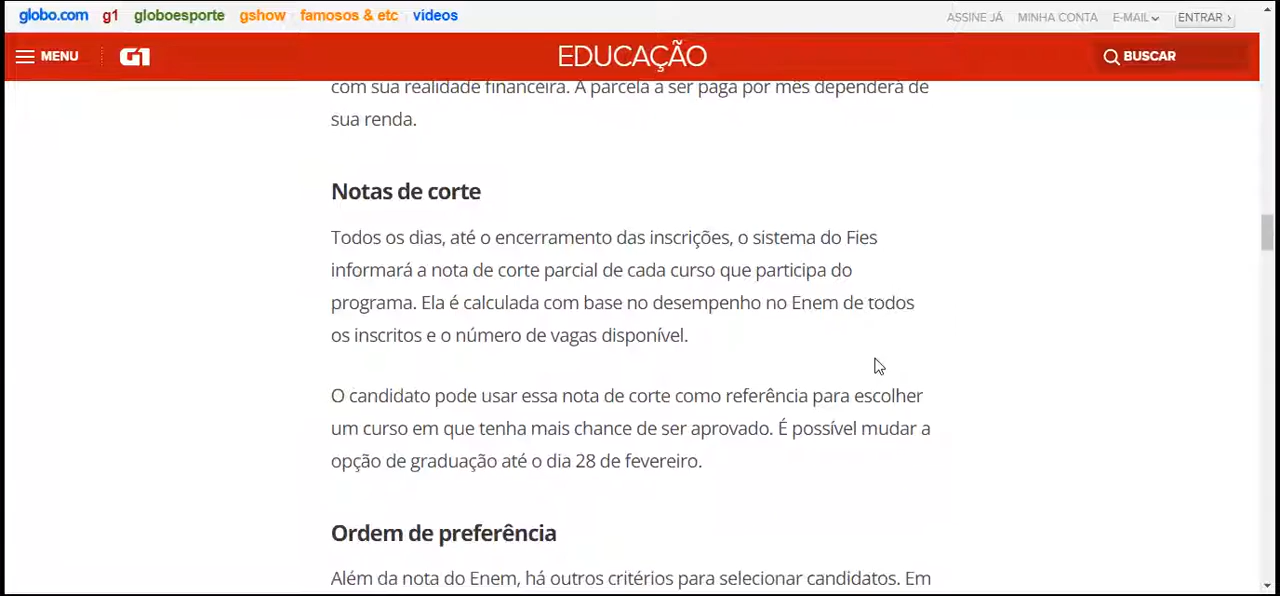 globo.com g1 globoesporte gshow famosos & etc vídeos ASSINE JÁ MINHA CONTA E-MAIL ENTRAR ›
MENU G1 EDUCAÇÃO BUSCAR
com sua realidade financeira. A parcela a ser paga por mês dependerá de
sua renda.
Notas de corte
Todos os dias, até o encerramento das inscrições, o sistema do Fies
informará a nota de corte parcial de cada curso que participa do
programa. Ela é calculada com base no desempenho no Enem de todos
os inscritos e o número de vagas disponível.
O candidato pode usar essa nota de corte como referência para escolher
um curso em que tenha mais chance de ser aprovado. É possível mudar a
opção de graduação até o dia 28 de fevereiro.
Ordem de preferência
Além da nota do Enem, há outros critérios para selecionar candidatos. Em